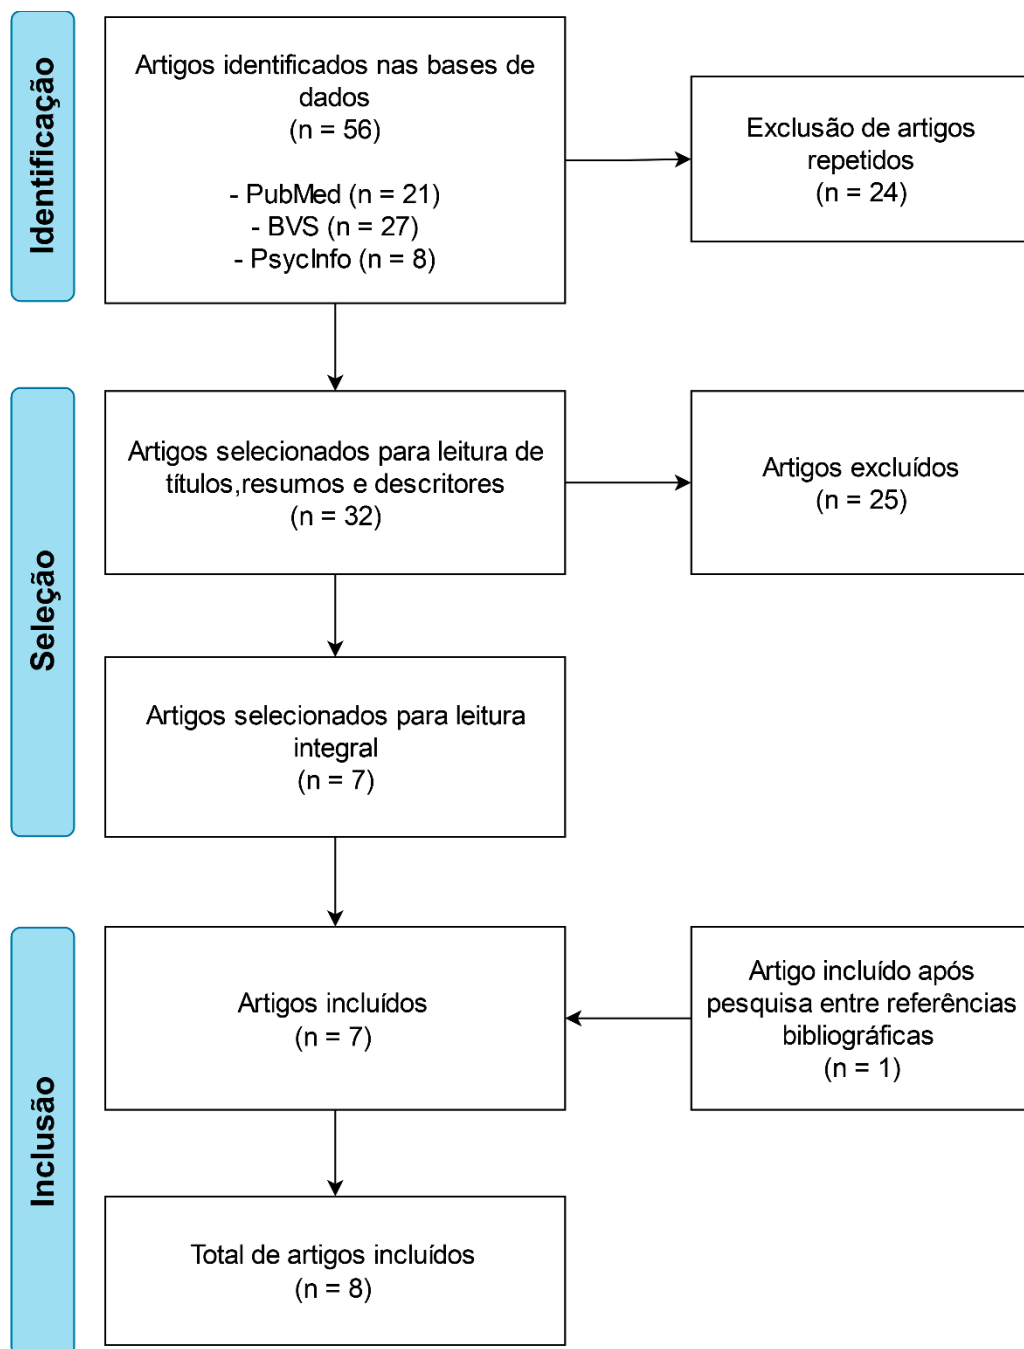 Identificação
Artigos identificados nas bases de
dados
(n = 56)
- PubMed (n = 21)
- BVS (n = 27)
- PsycInfo (n = 8)
Exclusão de artigos
repetidos
(n = 24)
Seleção
Artigos selecionados para leitura de
títulos,resumos e descritores
(n = 32)
Artigos excluídos
(n = 25)
Artigos selecionados para leitura
integral
(n = 7)
Inclusão
Artigos incluídos
(n = 7)
Artigo incluído após
pesquisa entre referências
bibliográficas
(n = 1)
Total de artigos incluídos
(n = 8)